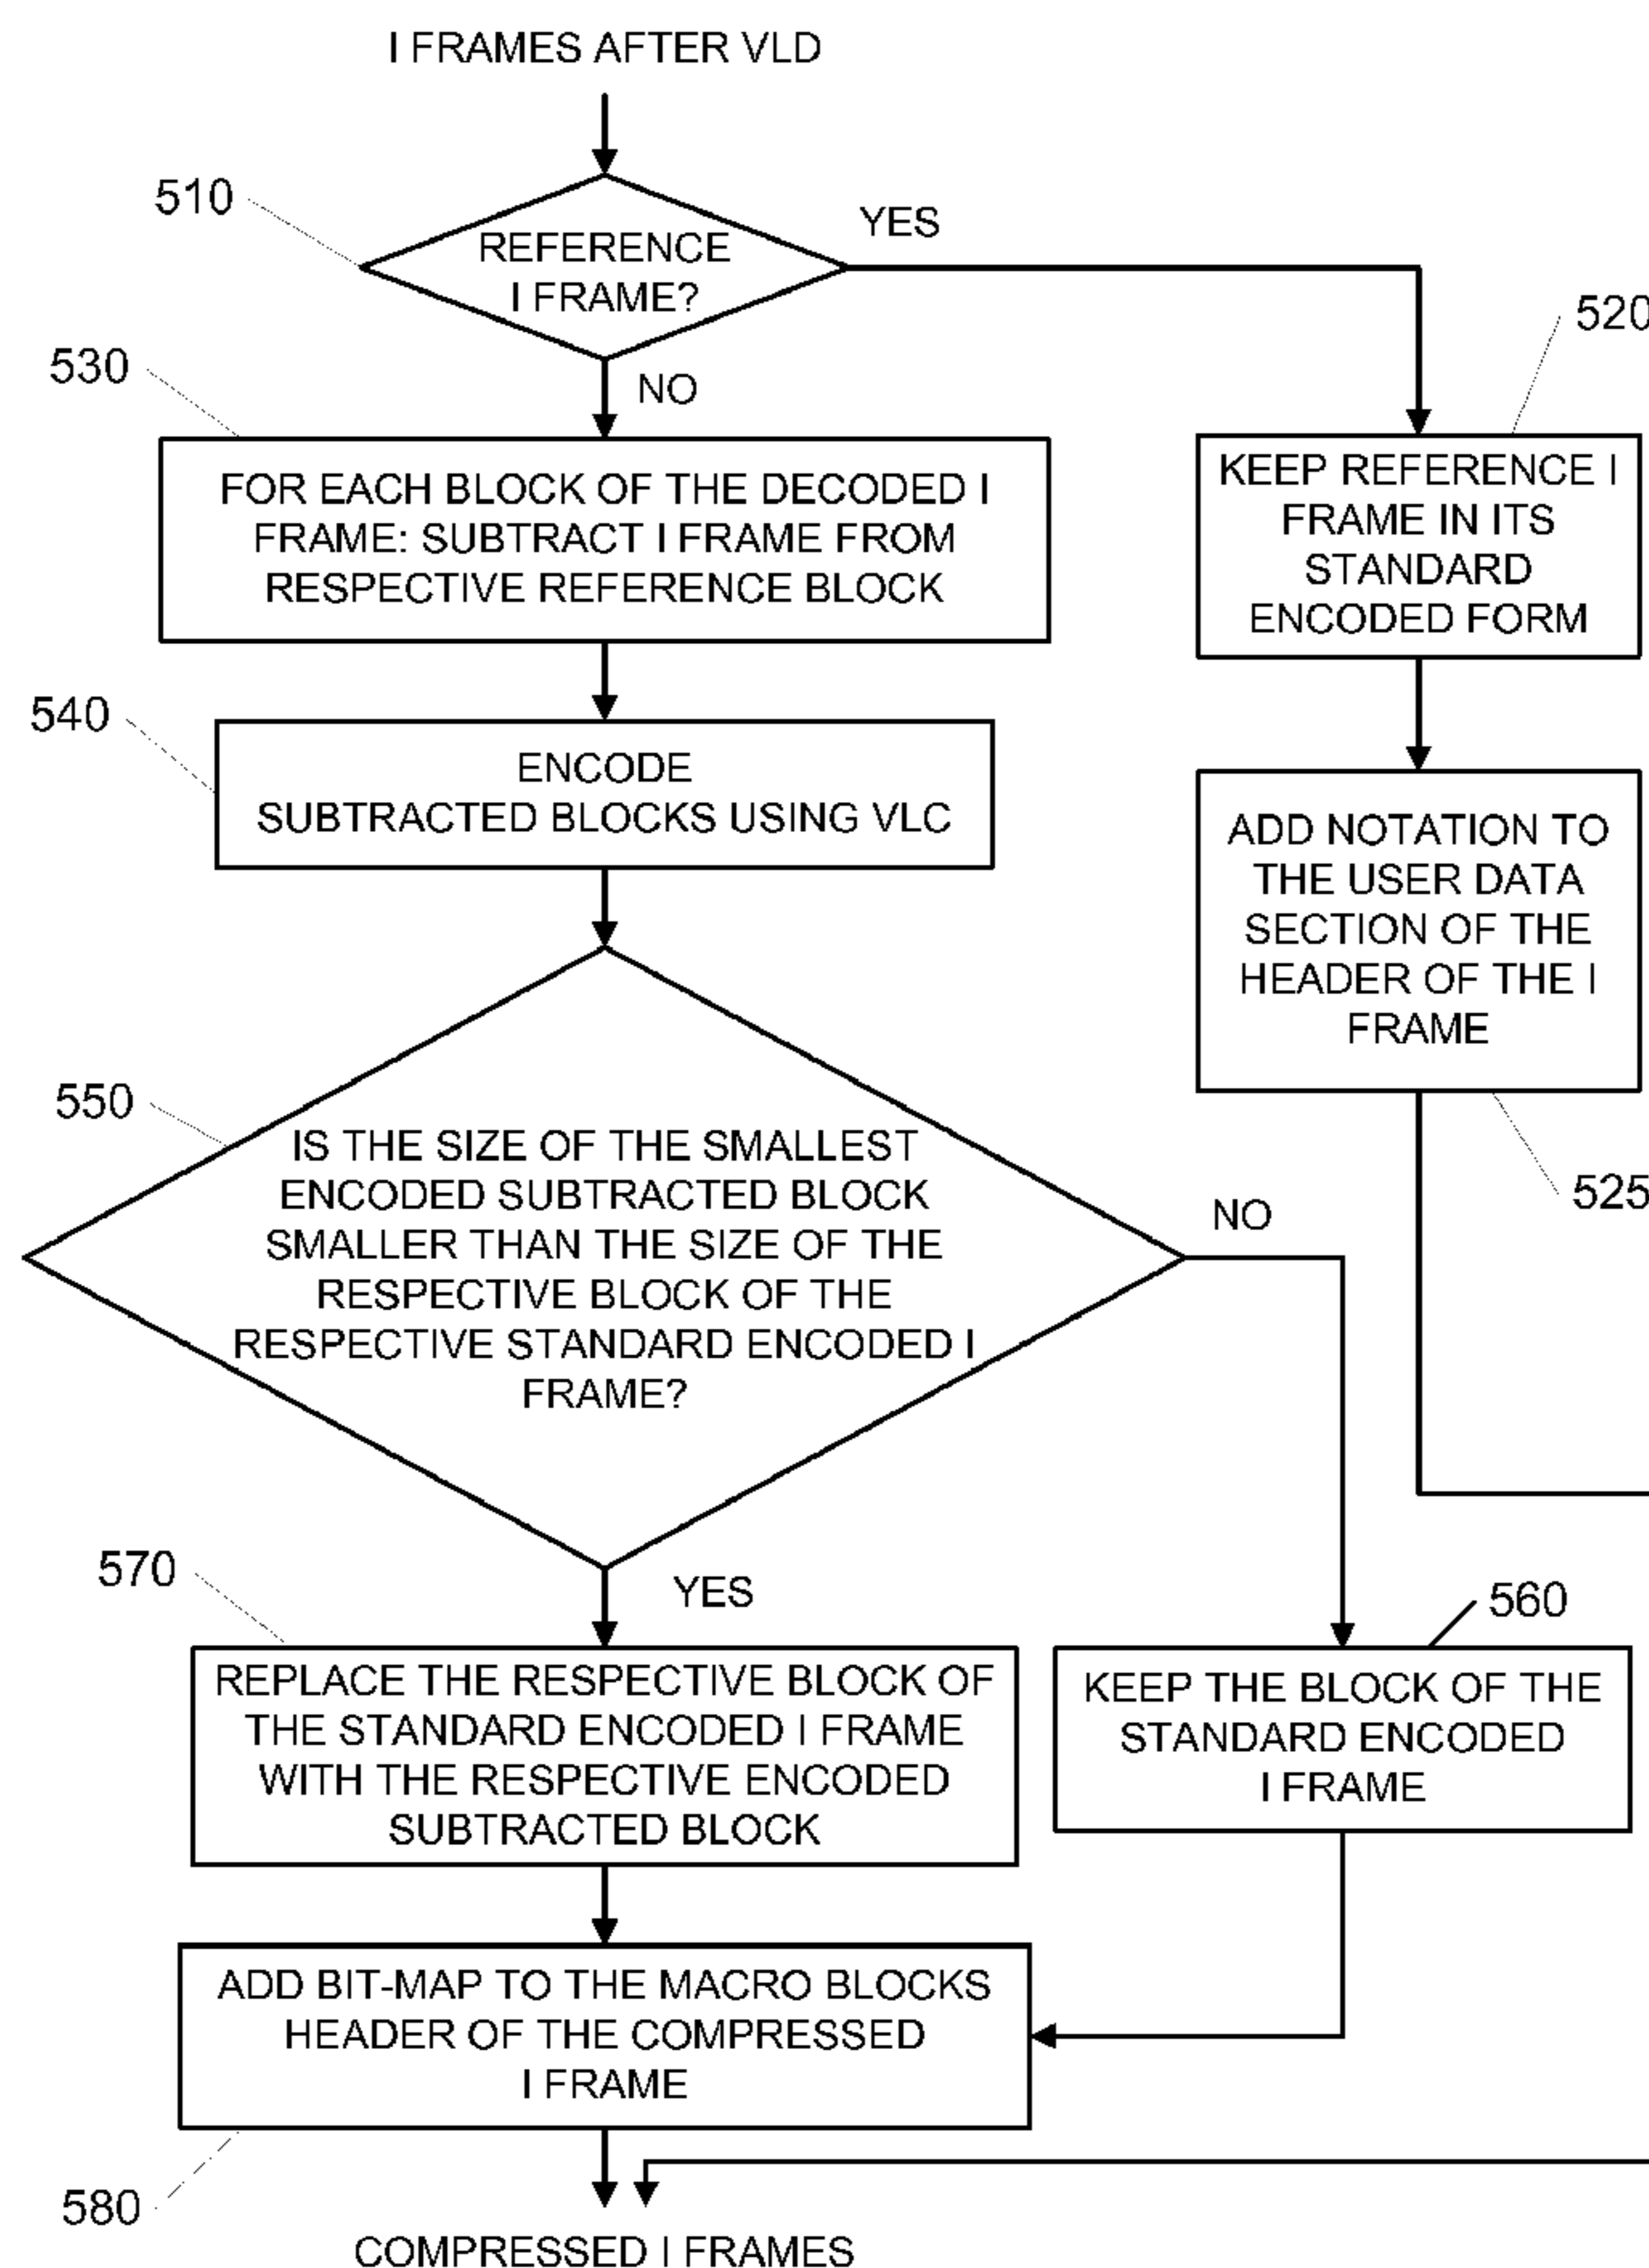 I FRAMES AFTER VLD
510
REFERENCE
I FRAME?
YES
520
530
NO
FOR EACH BLOCK OF THE DECODED I
FRAME: SUBTRACT I FRAME FROM
RESPECTIVE REFERENCE BLOCK
KEEP REFERENCE I
FRAME IN ITS
STANDARD
ENCODED FORM
540
ENCODE
SUBTRACTED BLOCKS USING VLC
ADD NOTATION TO
THE USER DATA
SECTION OF THE
HEADER OF THE I
FRAME
525
550
IS THE SIZE OF THE SMALLEST
ENCODED SUBTRACTED BLOCK
SMALLER THAN THE SIZE OF THE
RESPECTIVE BLOCK OF THE
RESPECTIVE STANDARD ENCODED I
FRAME?
NO
YES
570
REPLACE THE RESPECTIVE BLOCK OF
THE STANDARD ENCODED I FRAME
WITH THE RESPECTIVE ENCODED
SUBTRACTED BLOCK
560
KEEP THE BLOCK OF THE
STANDARD ENCODED
I FRAME
ADD BIT-MAP TO THE MACRO BLOCKS
HEADER OF THE COMPRESSED
I FRAME
580
COMPRESSED I FRAMES